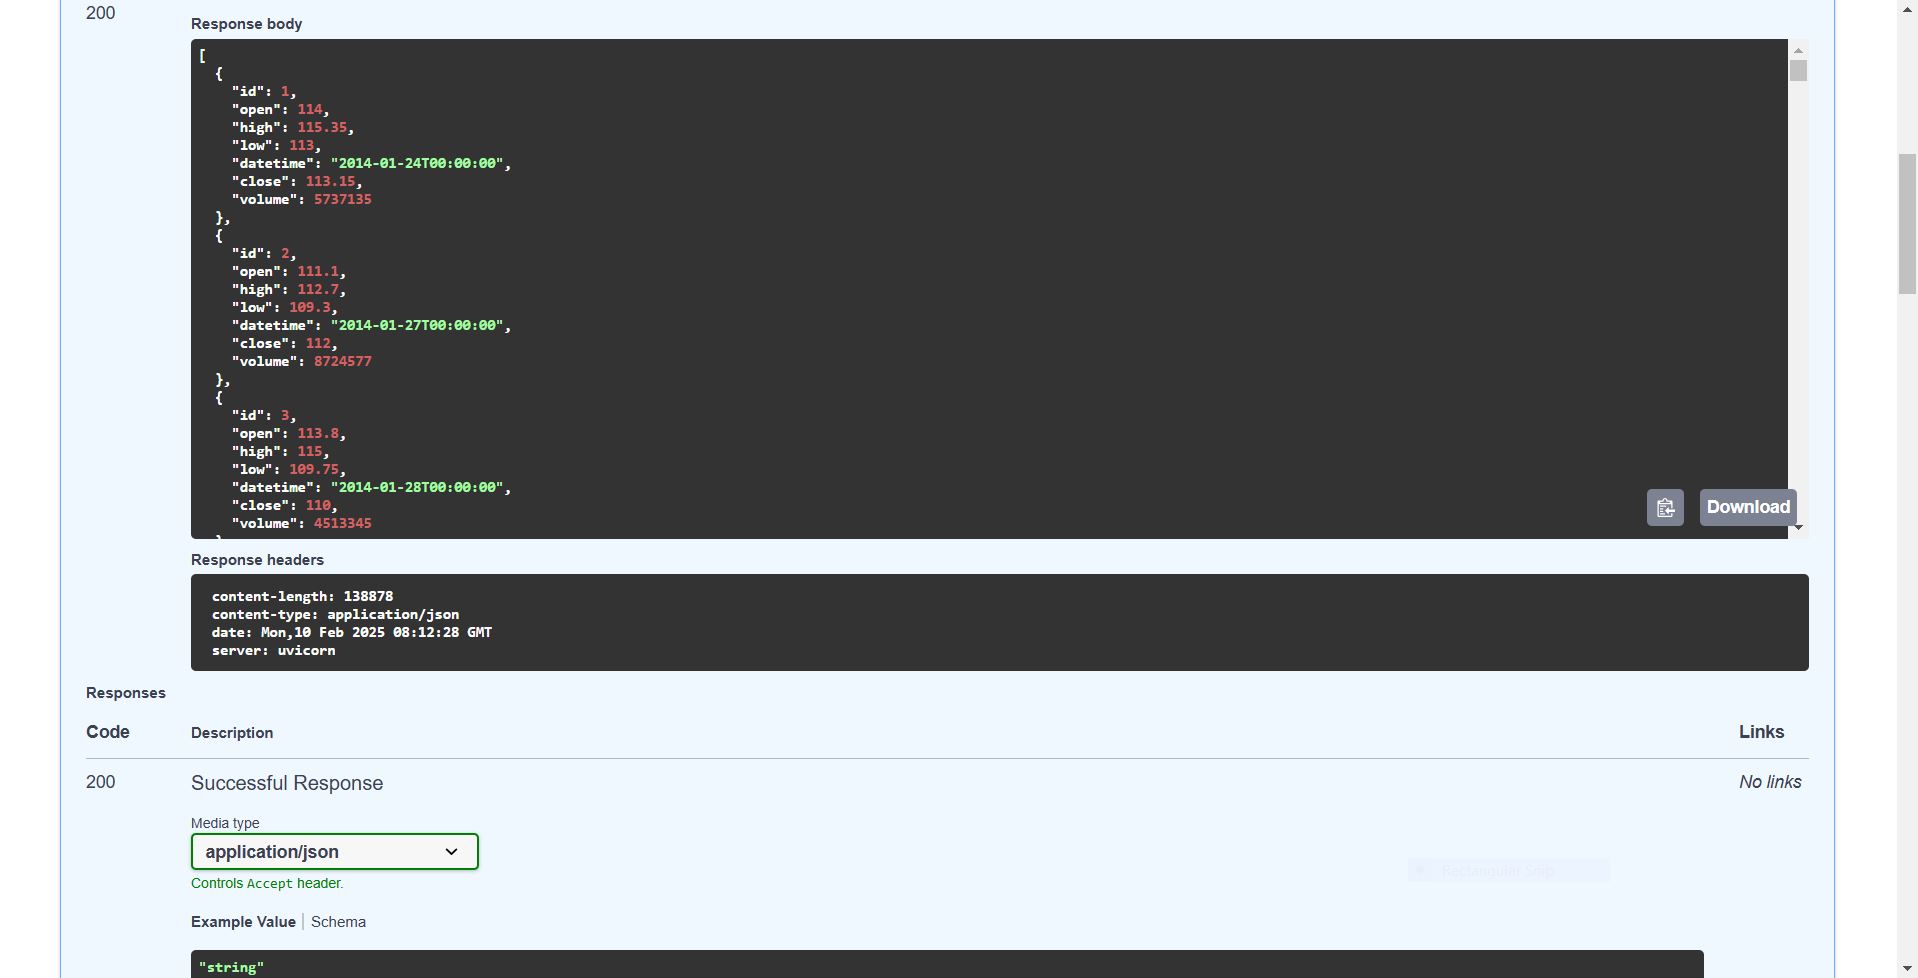 200
Response body
[
  {
    "id": 1,
    "open": 114,
    "high": 115.35,
    "low": 113,
    "datetime": "2014-01-24T00:00:00",
    "close": 113.15,
    "volume": 5737135
  },
  {
    "id": 2,
    "open": 111.1,
    "high": 112.7,
    "low": 109.3,
    "datetime": "2014-01-27T00:00:00",
    "close": 112,
    "volume": 8724577
  },
  {
    "id": 3,
    "open": 113.8,
    "high": 115,
    "low": 109.75,
    "datetime": "2014-01-28T00:00:00",
    "close": 110,
    "volume": 4513345
Download
Response headers
content-length: 138878
content-type: application/json
date: Mon,10 Feb 2025 08:12:28 GMT
server: uvicorn
Responses
Code Description Links
200 Successful Response No links
Media type
application/json
Controls Accept header.
Rectangular Snip
Example Value | Schema
"string"